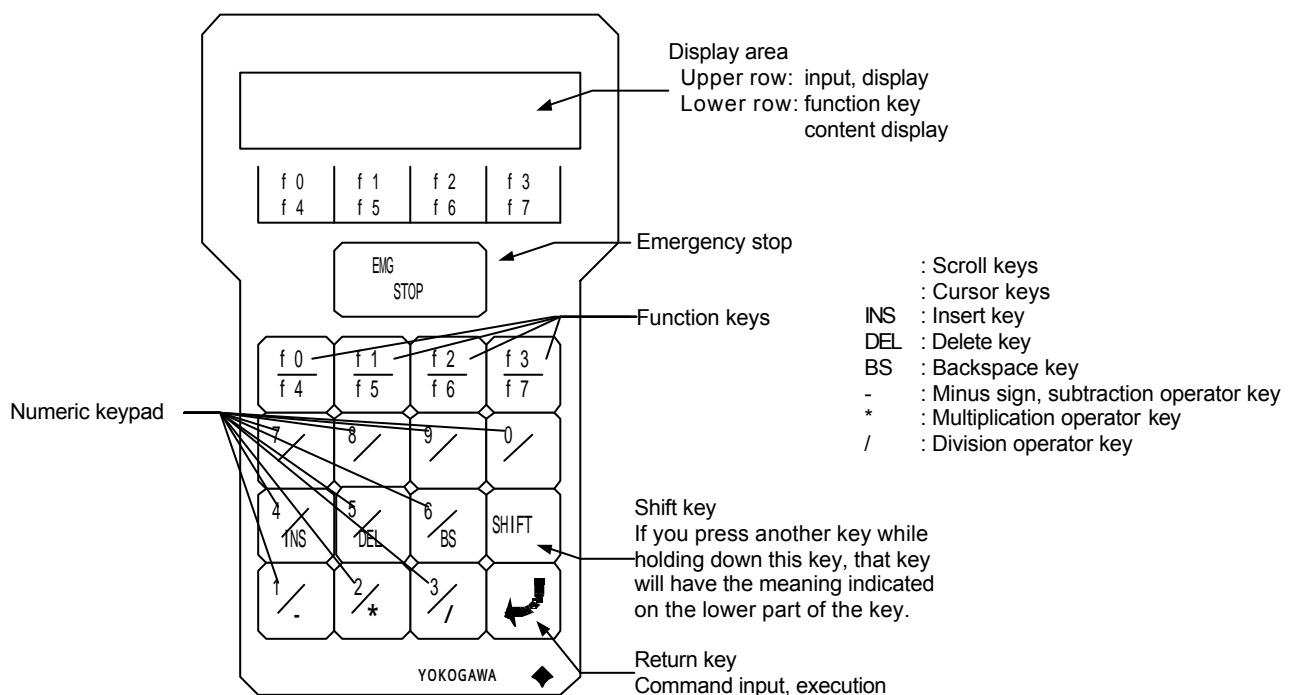 Display area
Upper row: input, display
Lower row: function key
content display
f 0 f 1 f 2 f 3
f 4 f 5 f 6 f 7
Emergency stop
EMG
STOP
: Scroll keys
: Cursor keys
INS : Insert key
DEL : Delete key
BS : Backspace key
- : Minus sign, subtraction operator key
* : Multiplication operator key
/ : Division operator key
Function keys
f 0 f 1 f 2 f 3
f 4 f 5 f 6 f 7
Numeric keypad
7 8 9 0
4 5 6
INS DEL BS SHIFT
Shift key
If you press another key while
holding down this key, that key
will have the meaning indicated
on the lower part of the key.
1 2 3
- * /
Return key
Command input, execution
YOKOGAWA